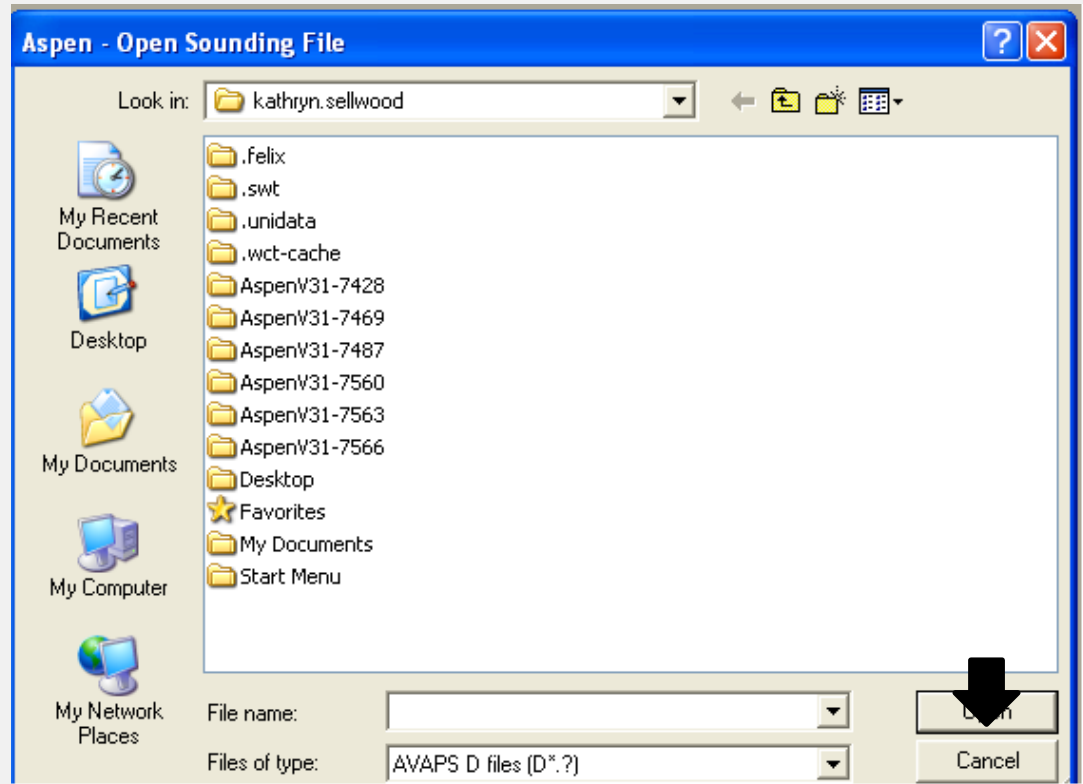 Aspen - Open Sounding File
Look in:
kathryn.sellwood
My Recent
Documents
Desktop
My Documents
My Computer
My Network
Places
.felix
.swt
.unidata
.wct-cache
AspenV31-7428
AspenV31-7469
AspenV31-7487
AspenV31-7560
AspenV31-7563
AspenV31-7566
Desktop
Favorites
My Documents
Start Menu
File name:
Files of type:
AVAPS D files (D*.?)
Cancel